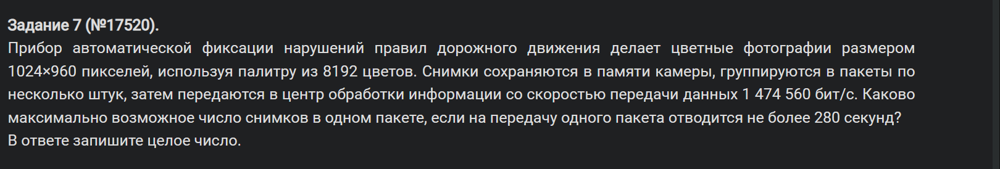 Задание 7 (№17520).
Прибор автоматической фиксации нарушений правил дорожного движения делает цветные фотографии размером
1024×960 пикселей, используя палитру из 8192 цветов. Снимки сохраняются в памяти камеры, группируются в пакеты по
несколько штук, затем передаются в центр обработки информации со скоростью передачи данных 1 474 560 бит/с. Каково
максимально возможное число снимков в одном пакете, если на передачу одного пакета отводится не более 280 секунд?
В ответе запишите целое число.